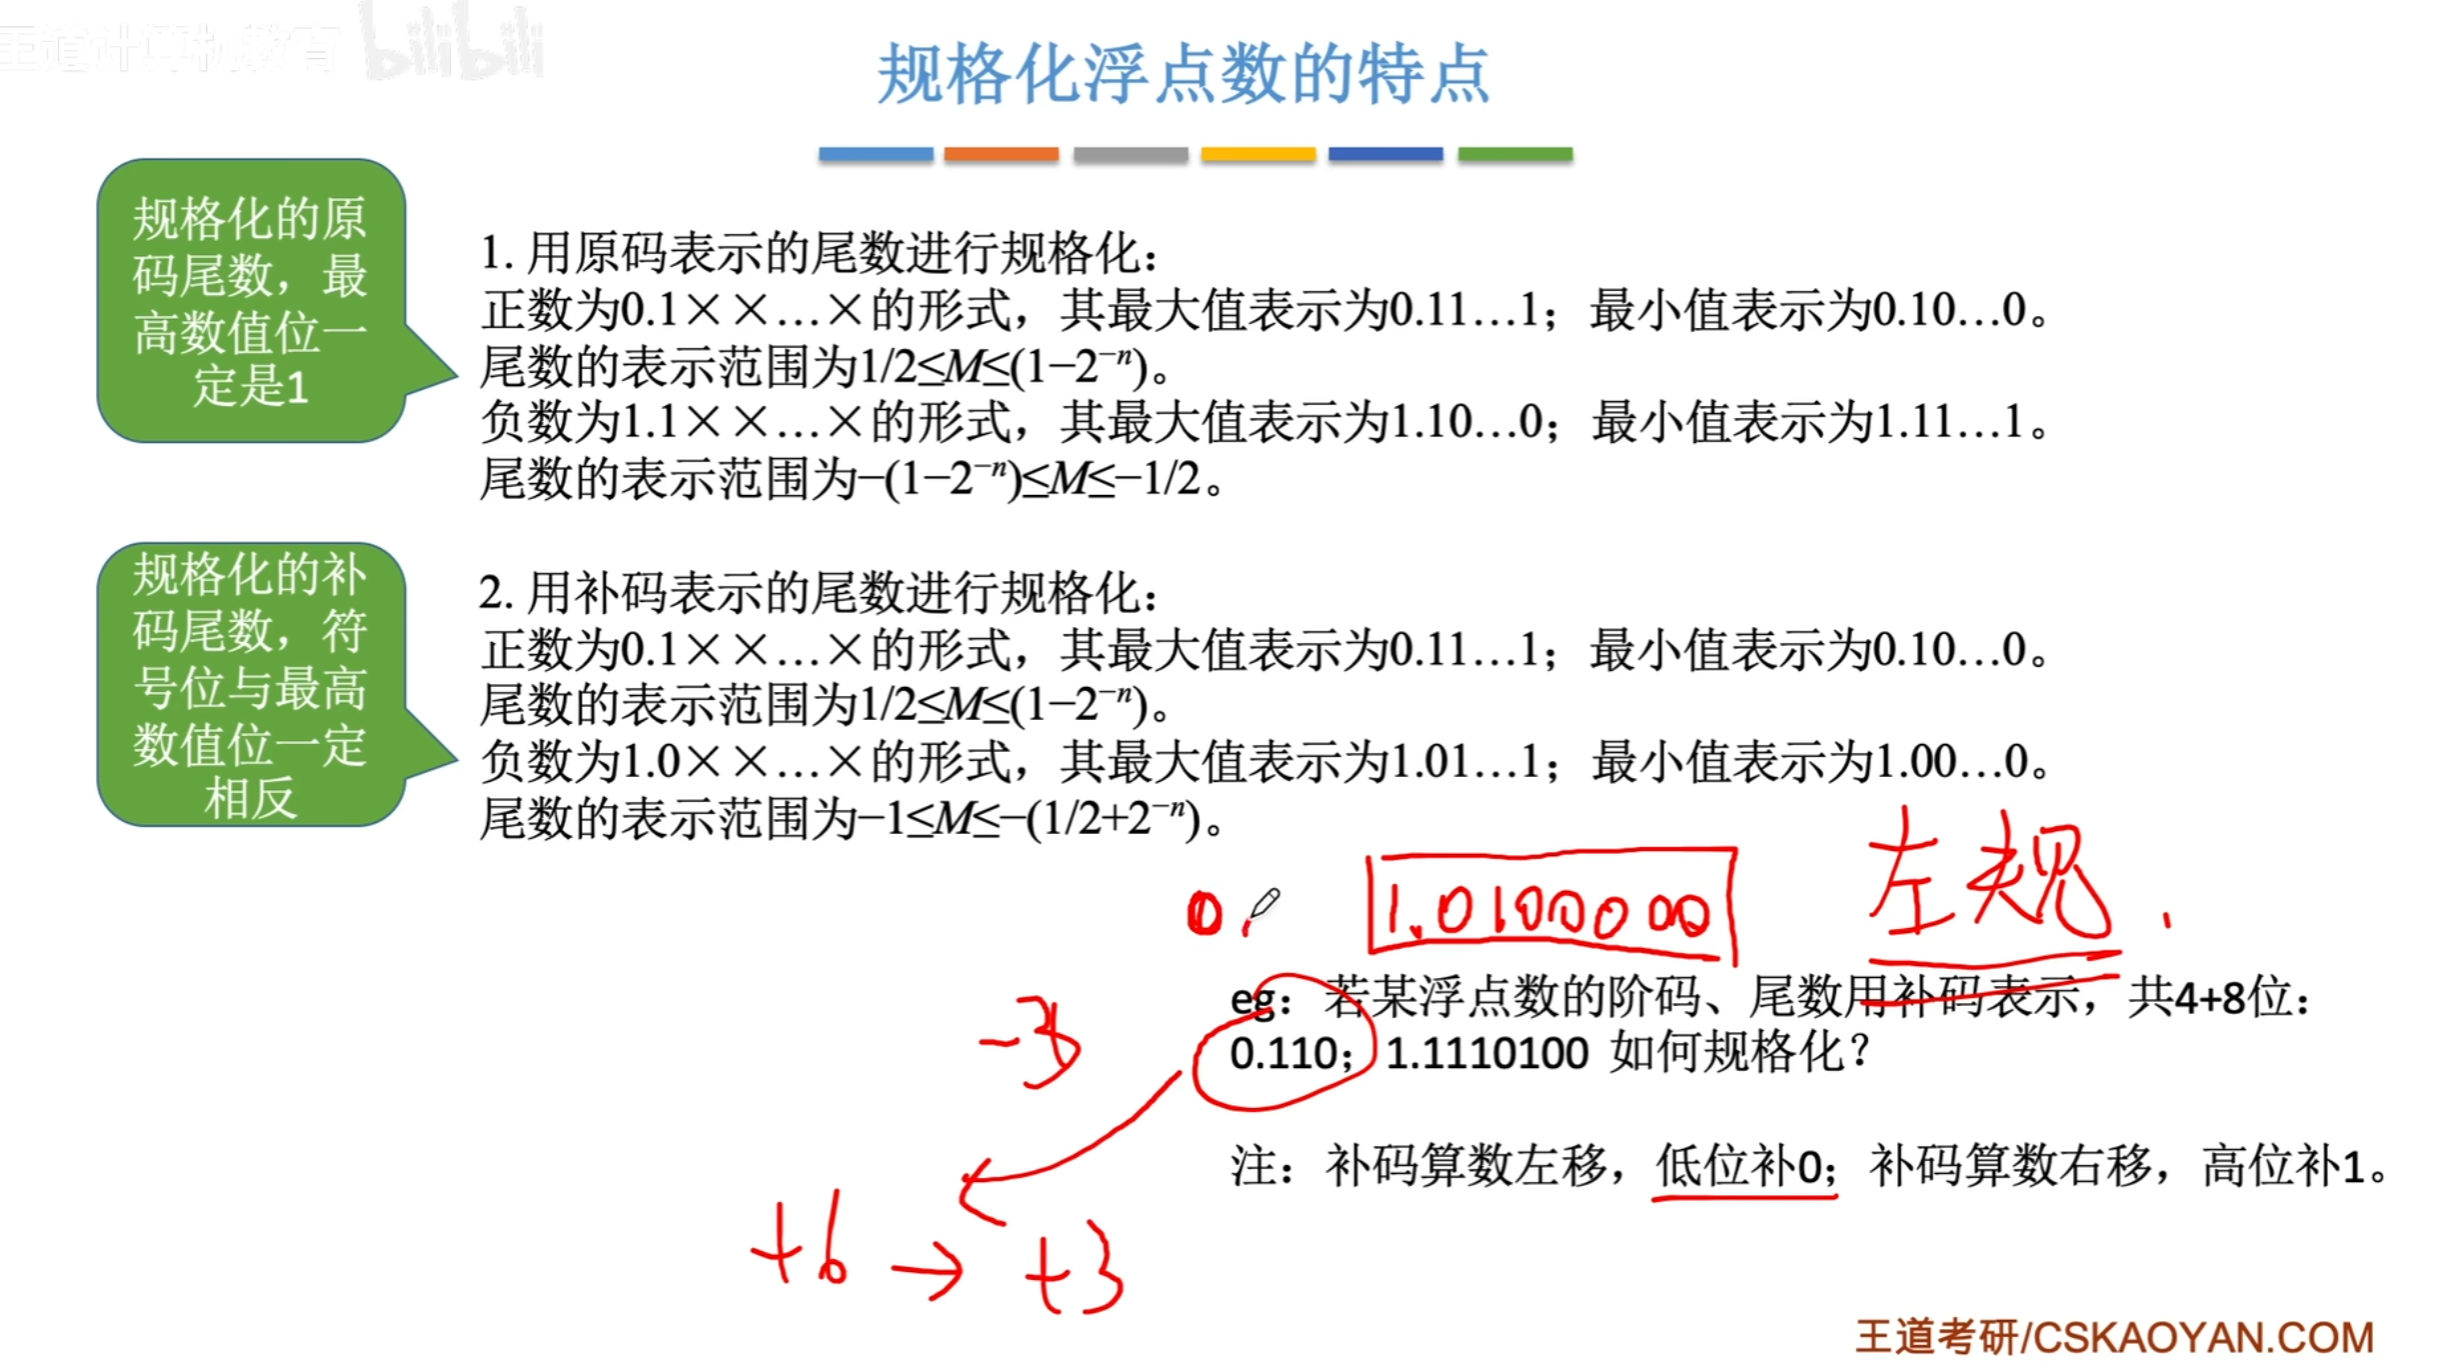 王道计算机教育 bilibili
规格化浮点数的特点
规格化的原
码尾数，最
高数值位一
定是1
1. 用原码表示的尾数进行规格化：
正数为0.1××…×的形式，其最大值表示为0.11…1；最小值表示为0.10…0。
尾数的表示范围为1/2≤M≤(1−2⁻ⁿ)。
负数为1.1××…×的形式，其最大值表示为1.10…0；最小值表示为1.11…1。
尾数的表示范围为−(1−2⁻ⁿ)≤M≤−1/2。
规格化的补
码尾数，符
号位与最高
数值位一定
相反
2. 用补码表示的尾数进行规格化：
正数为0.1××…×的形式，其最大值表示为0.11…1；最小值表示为0.10…0。
尾数的表示范围为1/2≤M≤(1−2⁻ⁿ)。
负数为1.0××…×的形式，其最大值表示为1.01…1；最小值表示为1.00…0。
尾数的表示范围为−1≤M≤−(1/2+2⁻ⁿ)。
0. 1.0100000 左规.
eg：若某浮点数的阶码、尾数用补码表示，共4+8位：
-3
0.110；1.1110100 如何规格化？
注：补码算数左移，低位补0；补码算数右移，高位补1。
+6 → +3
王道考研/CSKAOYAN.COM